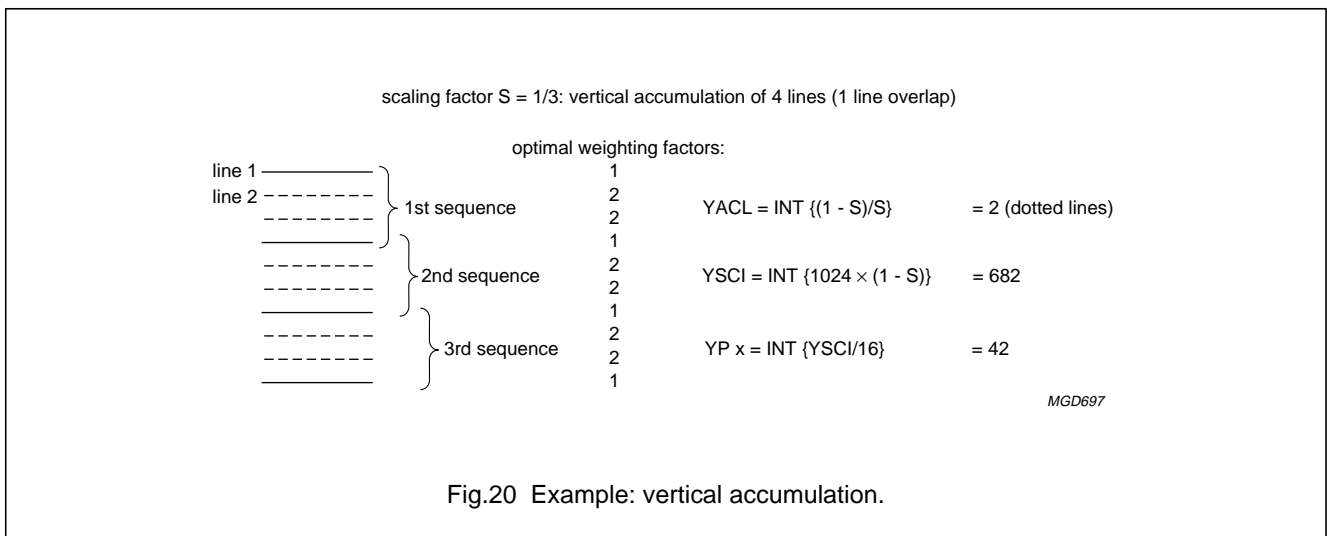 scaling factor S = 1/3: vertical accumulation of 4 lines (1 line overlap)
optimal weighting factors:
line 1
1
line 2
2
1st sequence
2
YACL = INT {(1 - S)/S} = 2 (dotted lines)
1
2
2nd sequence
2
YSCI = INT {1024 × (1 - S)} = 682
1
2
3rd sequence
2
YP x = INT {YSCI/16} = 42
1
MGD697
Fig.20 Example: vertical accumulation.